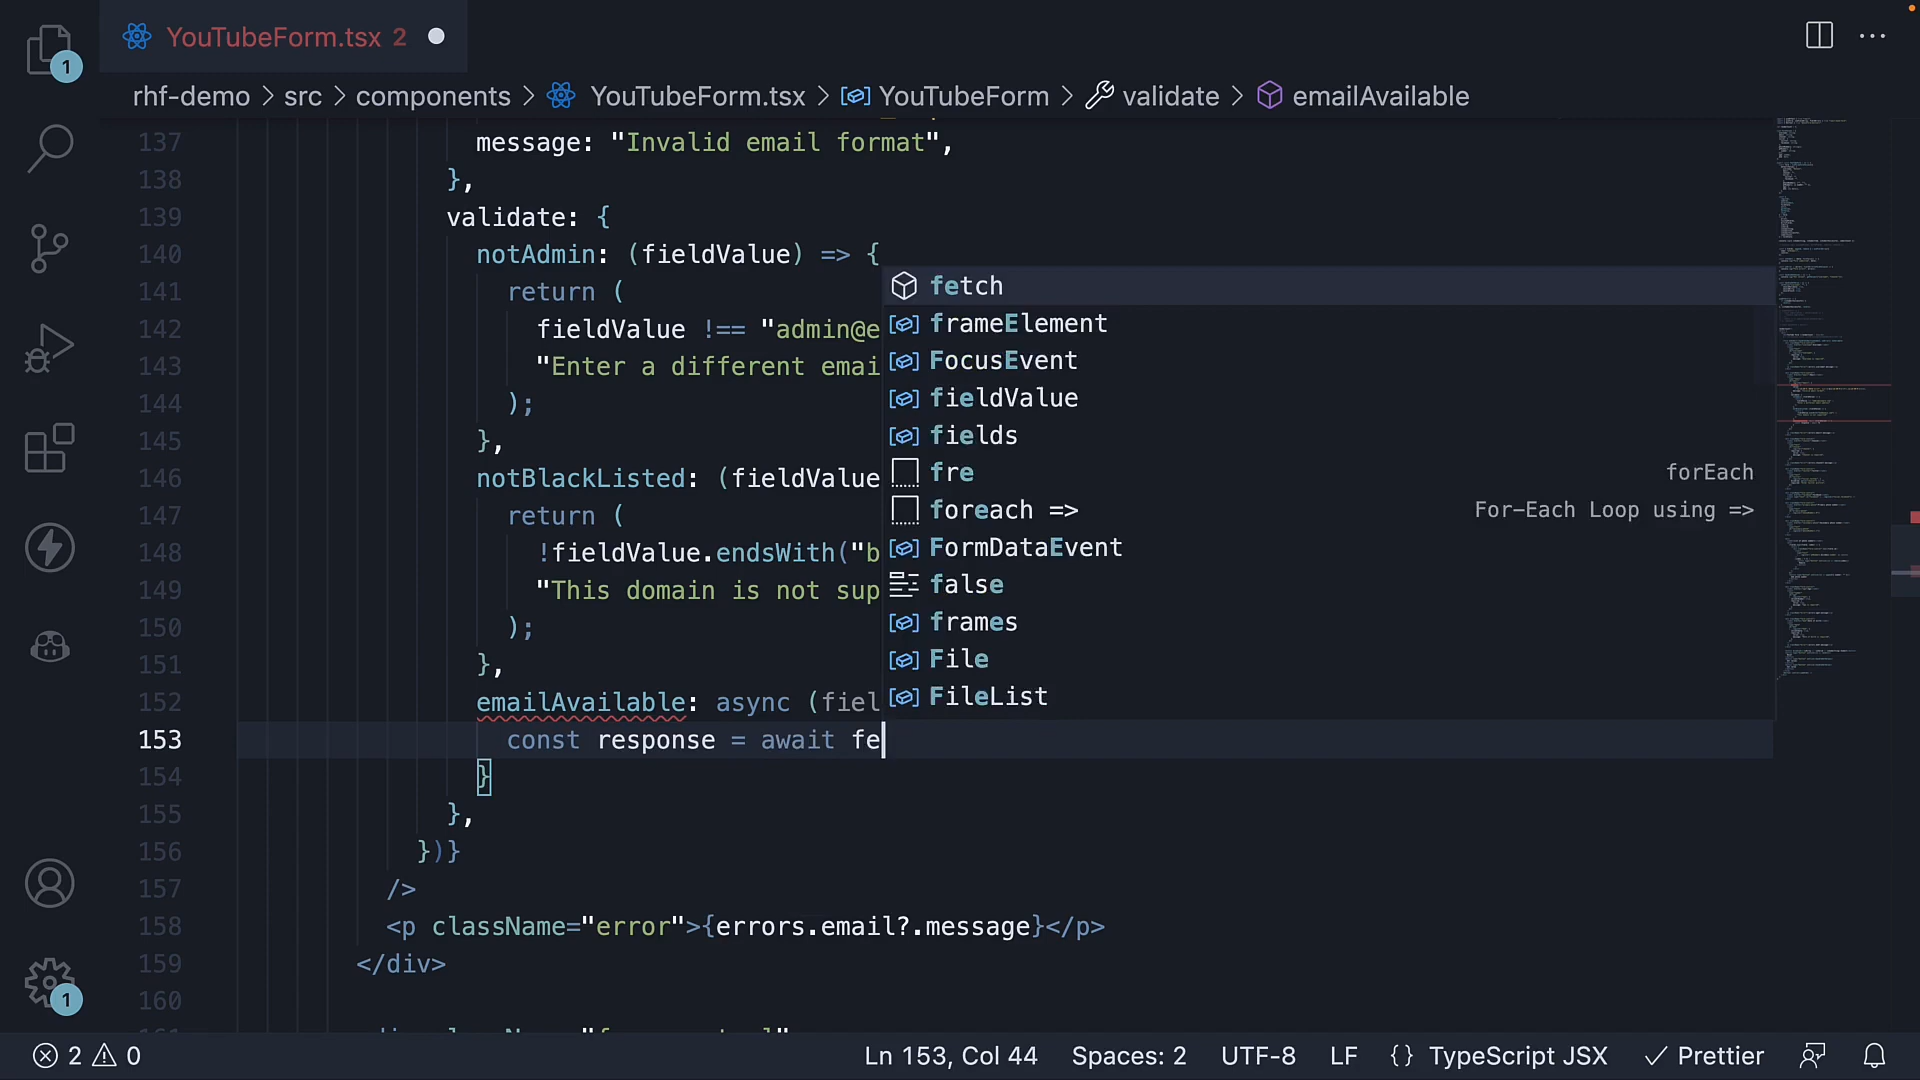 YouTubeForm.tsx 2
1
rhf-demo > src > components > YouTubeForm.tsx > YouTubeForm > validate > emailAvailable
137 message: "Invalid email format",
138 },
139 validate: {
140 notAdmin: (fieldValue) => {
141 return (
142 fieldValue !== "admin@e
143 "Enter a different emai
144 );
145 },
146 notBlackListed: (fieldValue
147 return (
148 !fieldValue.endsWith("b
149 "This domain is not sup
150 );
151 },
152 emailAvailable: async (fiel
153 const response = await fe
154 }
155 },
156 })}
157 />
158 <p className="error">{errors.email?.message}</p>
159 </div>
160
fetch
frameElement
FocusEvent
fieldValue
fields
fre forEach
foreach => For-Each Loop using =>
FormDataEvent
false
frames
File
FileList
1
2 0 Ln 153, Col 44 Spaces: 2 UTF-8 LF {} TypeScript JSX Prettier